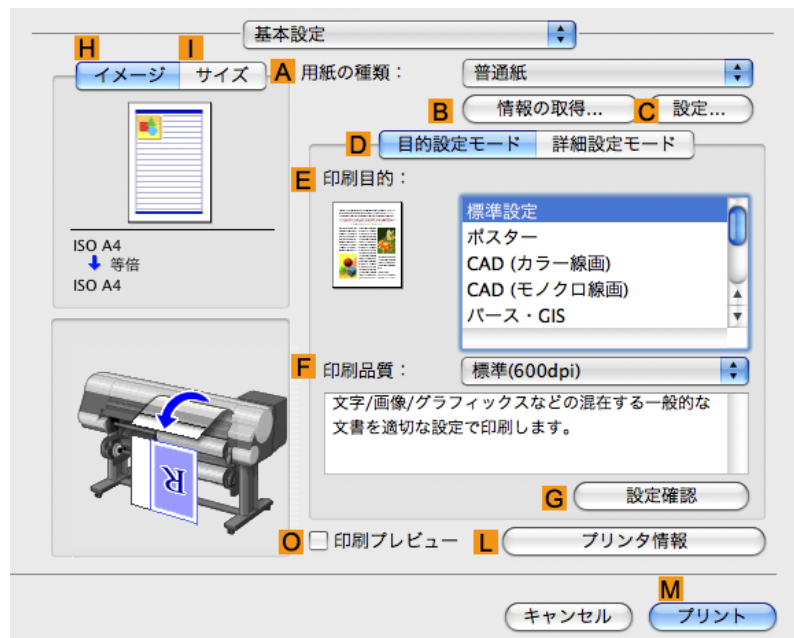 基本設定
H
I
イメージ サイズ
A 用紙の種類： 普通紙
B 情報の取得... C 設定...
D 目的設定モード 詳細設定モード
E 印刷目的：
標準設定
ポスター
CAD (カラー線画)
CAD (モノクロ線画)
パース・GIS
ISO A4
等倍
ISO A4
F 印刷品質： 標準(600dpi)
文字/画像/グラフィックスなどの混在する一般的な
文書を適切な設定で印刷します。
R
G 設定確認
O 印刷プレビュー L プリンタ情報
M
キャンセル プリント